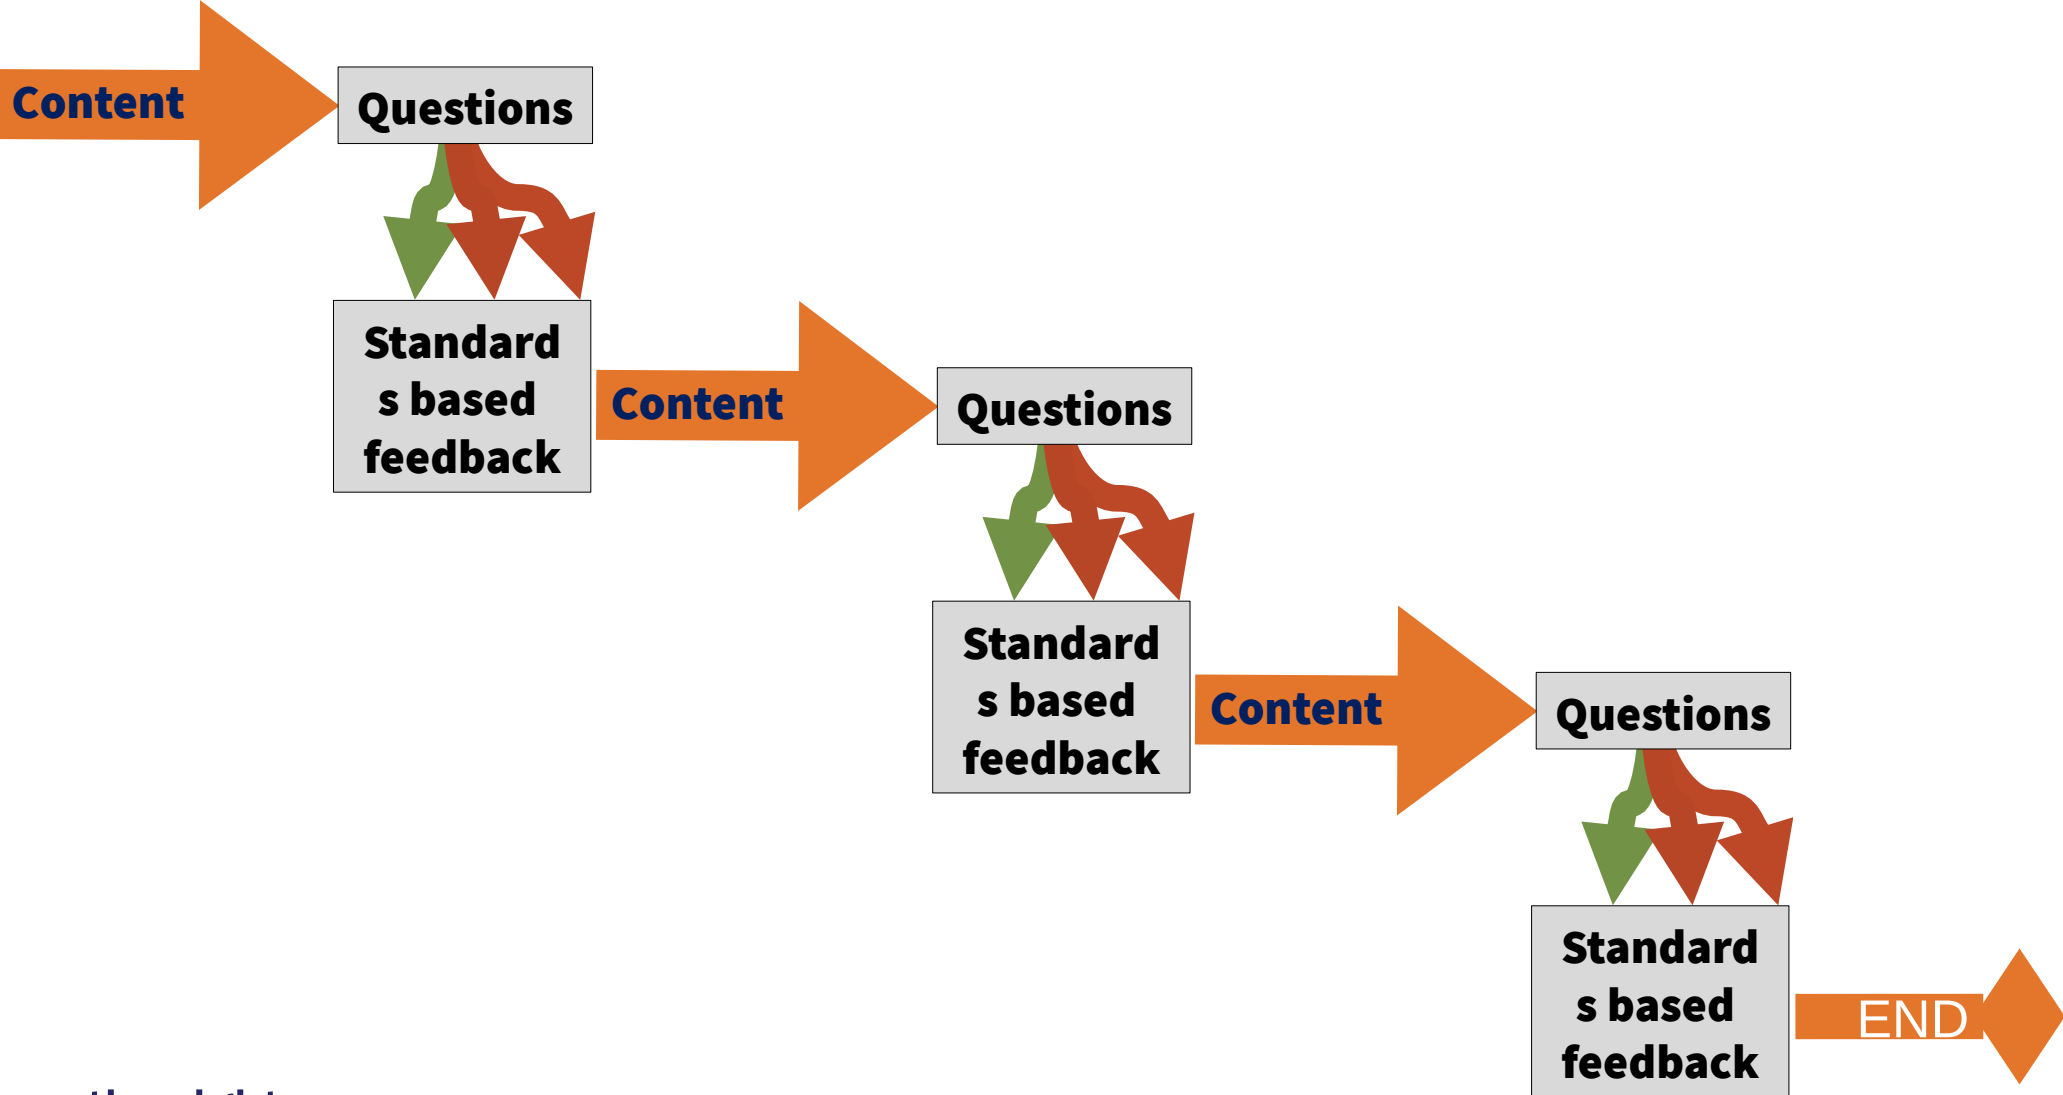 Content
Questions
Standard
s based
feedback
Content
Questions
Standard
s based
feedback
Content
Questions
Standard
s based
feedback
END